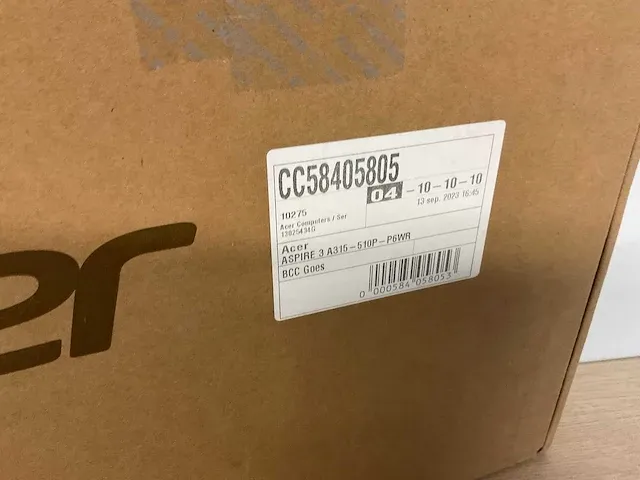 CC58405805
04 -10-10-10
10275
13 sep. 2023 16:45
Acer Computers / Ser
Acer
ASPIRE 3 A315-510P-P6WR
BCC Goes
0 000584 058053
er